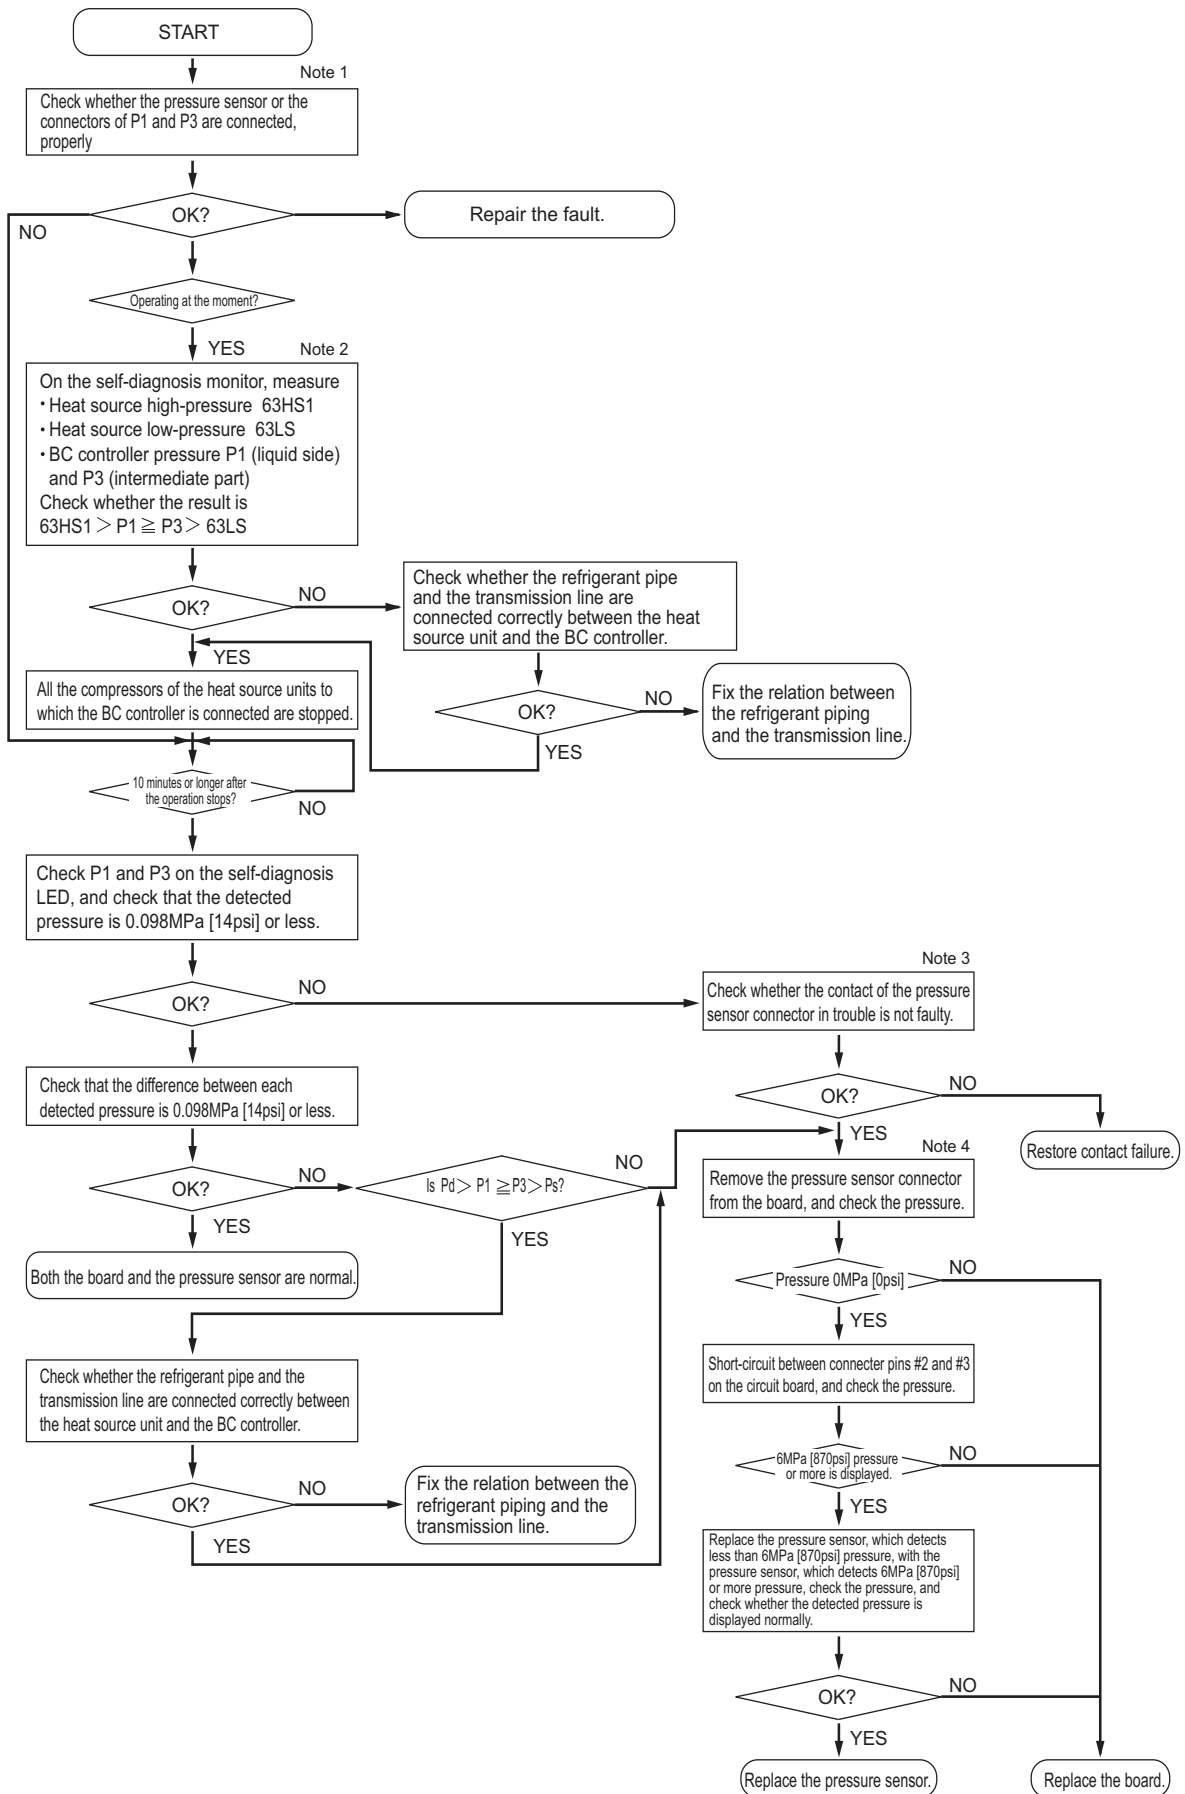 START
Note 1
Check whether the pressure sensor or the
connectors of P1 and P3 are connected,
properly
OK?
Repair the fault.
NO
Operating at the moment?
YES
Note 2
On the self-diagnosis monitor, measure
・Heat source high-pressure 63HS1
・Heat source low-pressure 63LS
・BC controller pressure P1 (liquid side)
and P3 (intermediate part)
Check whether the result is
63HS1＞P1≧P3＞63LS
OK?
NO
Check whether the refrigerant pipe
and the transmission line are
connected correctly between the heat
source unit and the BC controller.
YES
All the compressors of the heat source units to
which the BC controller is connected are stopped.
OK?
NO
Fix the relation between
the refrigerant piping
and the transmission line.
YES
10 minutes or longer after
the operation stops?
NO
Check P1 and P3 on the self-diagnosis
LED, and check that the detected
pressure is 0.098MPa [14psi] or less.
OK?
NO
Note 3
Check whether the contact of the pressure
sensor connector in trouble is not faulty.
Check that the difference between each
detected pressure is 0.098MPa [14psi] or less.
OK?
NO
Restore contact failure.
YES
OK?
NO
Is Pd＞P1≧P3＞Ps?
NO
YES
YES
Both the board and the pressure sensor are normal.
Note 4
Remove the pressure sensor connector
from the board, and check the pressure.
Pressure 0MPa [0psi]
NO
YES
Check whether the refrigerant pipe and the
transmission line are connected correctly between
the heat source unit and the BC controller.
Short-circuit between connecter pins #2 and #3
on the circuit board, and check the pressure.
6MPa [870psi] pressure
or more is displayed.
NO
YES
OK?
NO
Fix the relation between the
refrigerant piping and the
transmission line.
YES
Replace the pressure sensor, which detects
less than 6MPa [870psi] pressure, with the
pressure sensor, which detects 6MPa [870psi]
or more pressure, check the pressure, and
check whether the detected pressure is
displayed normally.
OK?
NO
YES
Replace the pressure sensor.
Replace the board.